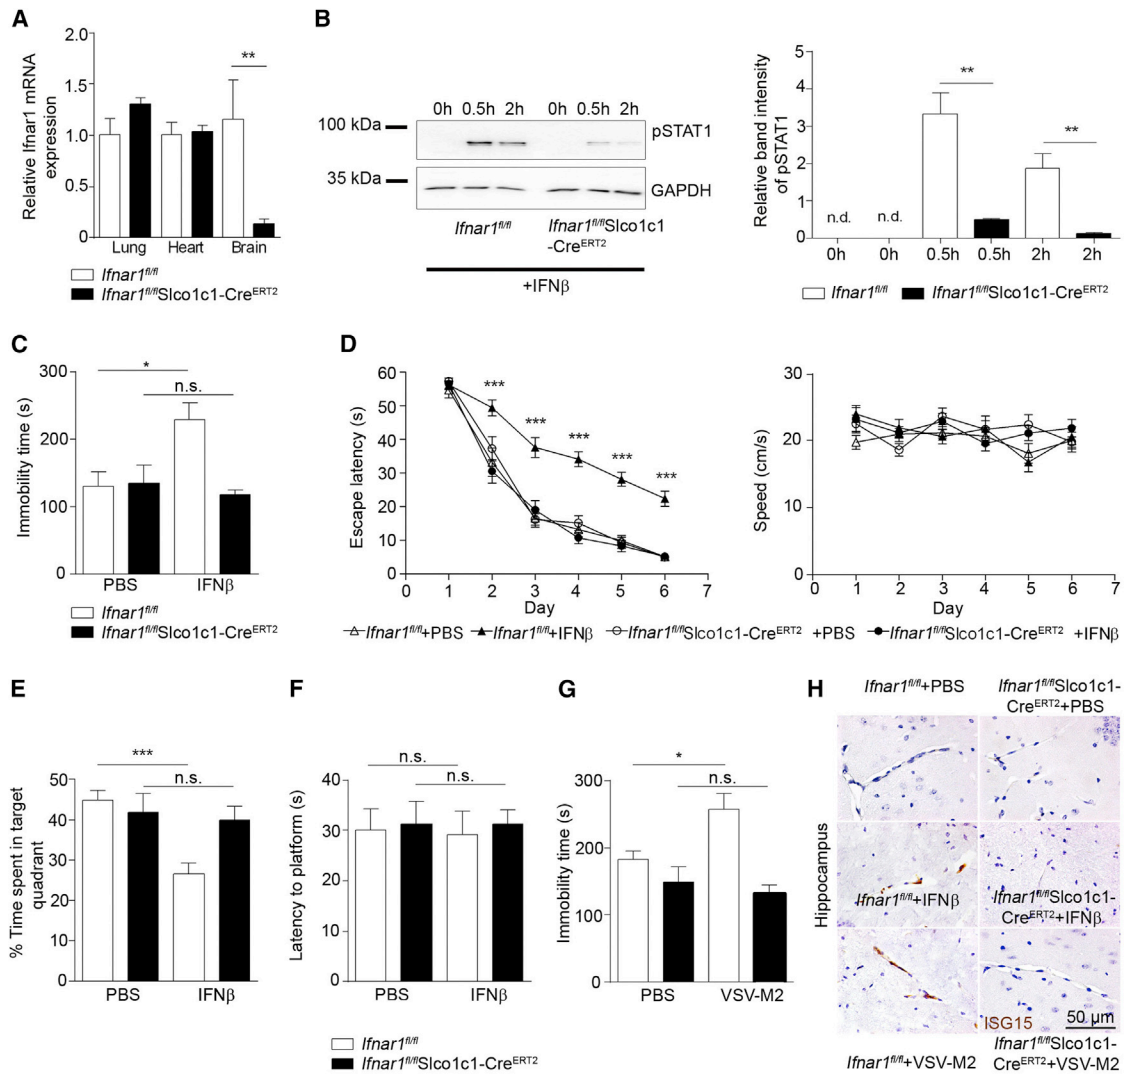 A
Relative Ifnar1 mRNA
expression
2.0
1.5
1.0
0.5
0
**
Lung Heart Brain
Ifnar1fl/fl
Ifnar1fl/flSlco1c1-CreERT2
B
0h 0.5h 2h 0h 0.5h 2h
100 kDa
pSTAT1
35 kDa
GAPDH
Ifnar1fl/fl
Ifnar1fl/flSlco1c1
-CreERT2
+IFNβ
Relative band intensity
of pSTAT1
5
4
3
2
1
0
n.d. n.d. ** **
0h 0h 0.5h 0.5h 2h 2h
Ifnar1fl/fl Ifnar1fl/flSlco1c1-CreERT2
C
Immobility time (s)
300
200
100
0
*
n.s.
PBS IFNβ
Ifnar1fl/fl
Ifnar1fl/flSlco1c1-CreERT2
D
Escape latency (s)
60
50
40
30
20
10
0
*** *** *** *** ***
0 1 2 3 4 5 6 7
Day
Speed (cm/s)
30
20
10
0
0 1 2 3 4 5 6 7
Day
Ifnar1fl/fl+PBS Ifnar1fl/fl+IFNβ Ifnar1fl/flSlco1c1-CreERT2 +PBS Ifnar1fl/flSlco1c1-CreERT2 +IFNβ
E
% Time spent in target
quadrant
50
40
30
20
10
0
***
n.s.
PBS IFNβ
F
Latency to platform (s)
40
30
20
10
0
n.s.
n.s.
PBS IFNβ
Ifnar1fl/fl
Ifnar1fl/flSlco1c1-CreERT2
G
Immobility time (s)
300
200
100
0
*
n.s.
PBS VSV-M2
H
Ifnar1fl/fl+PBS
Ifnar1fl/flSlco1c1-
CreERT2+PBS
Hippocampus
Ifnar1fl/fl+IFNβ
Ifnar1fl/flSlco1c1-
CreERT2+IFNβ
ISG15
50 µm
Ifnar1fl/fl+VSV-M2
Ifnar1fl/flSlco1c1-
CreERT2+VSV-M2